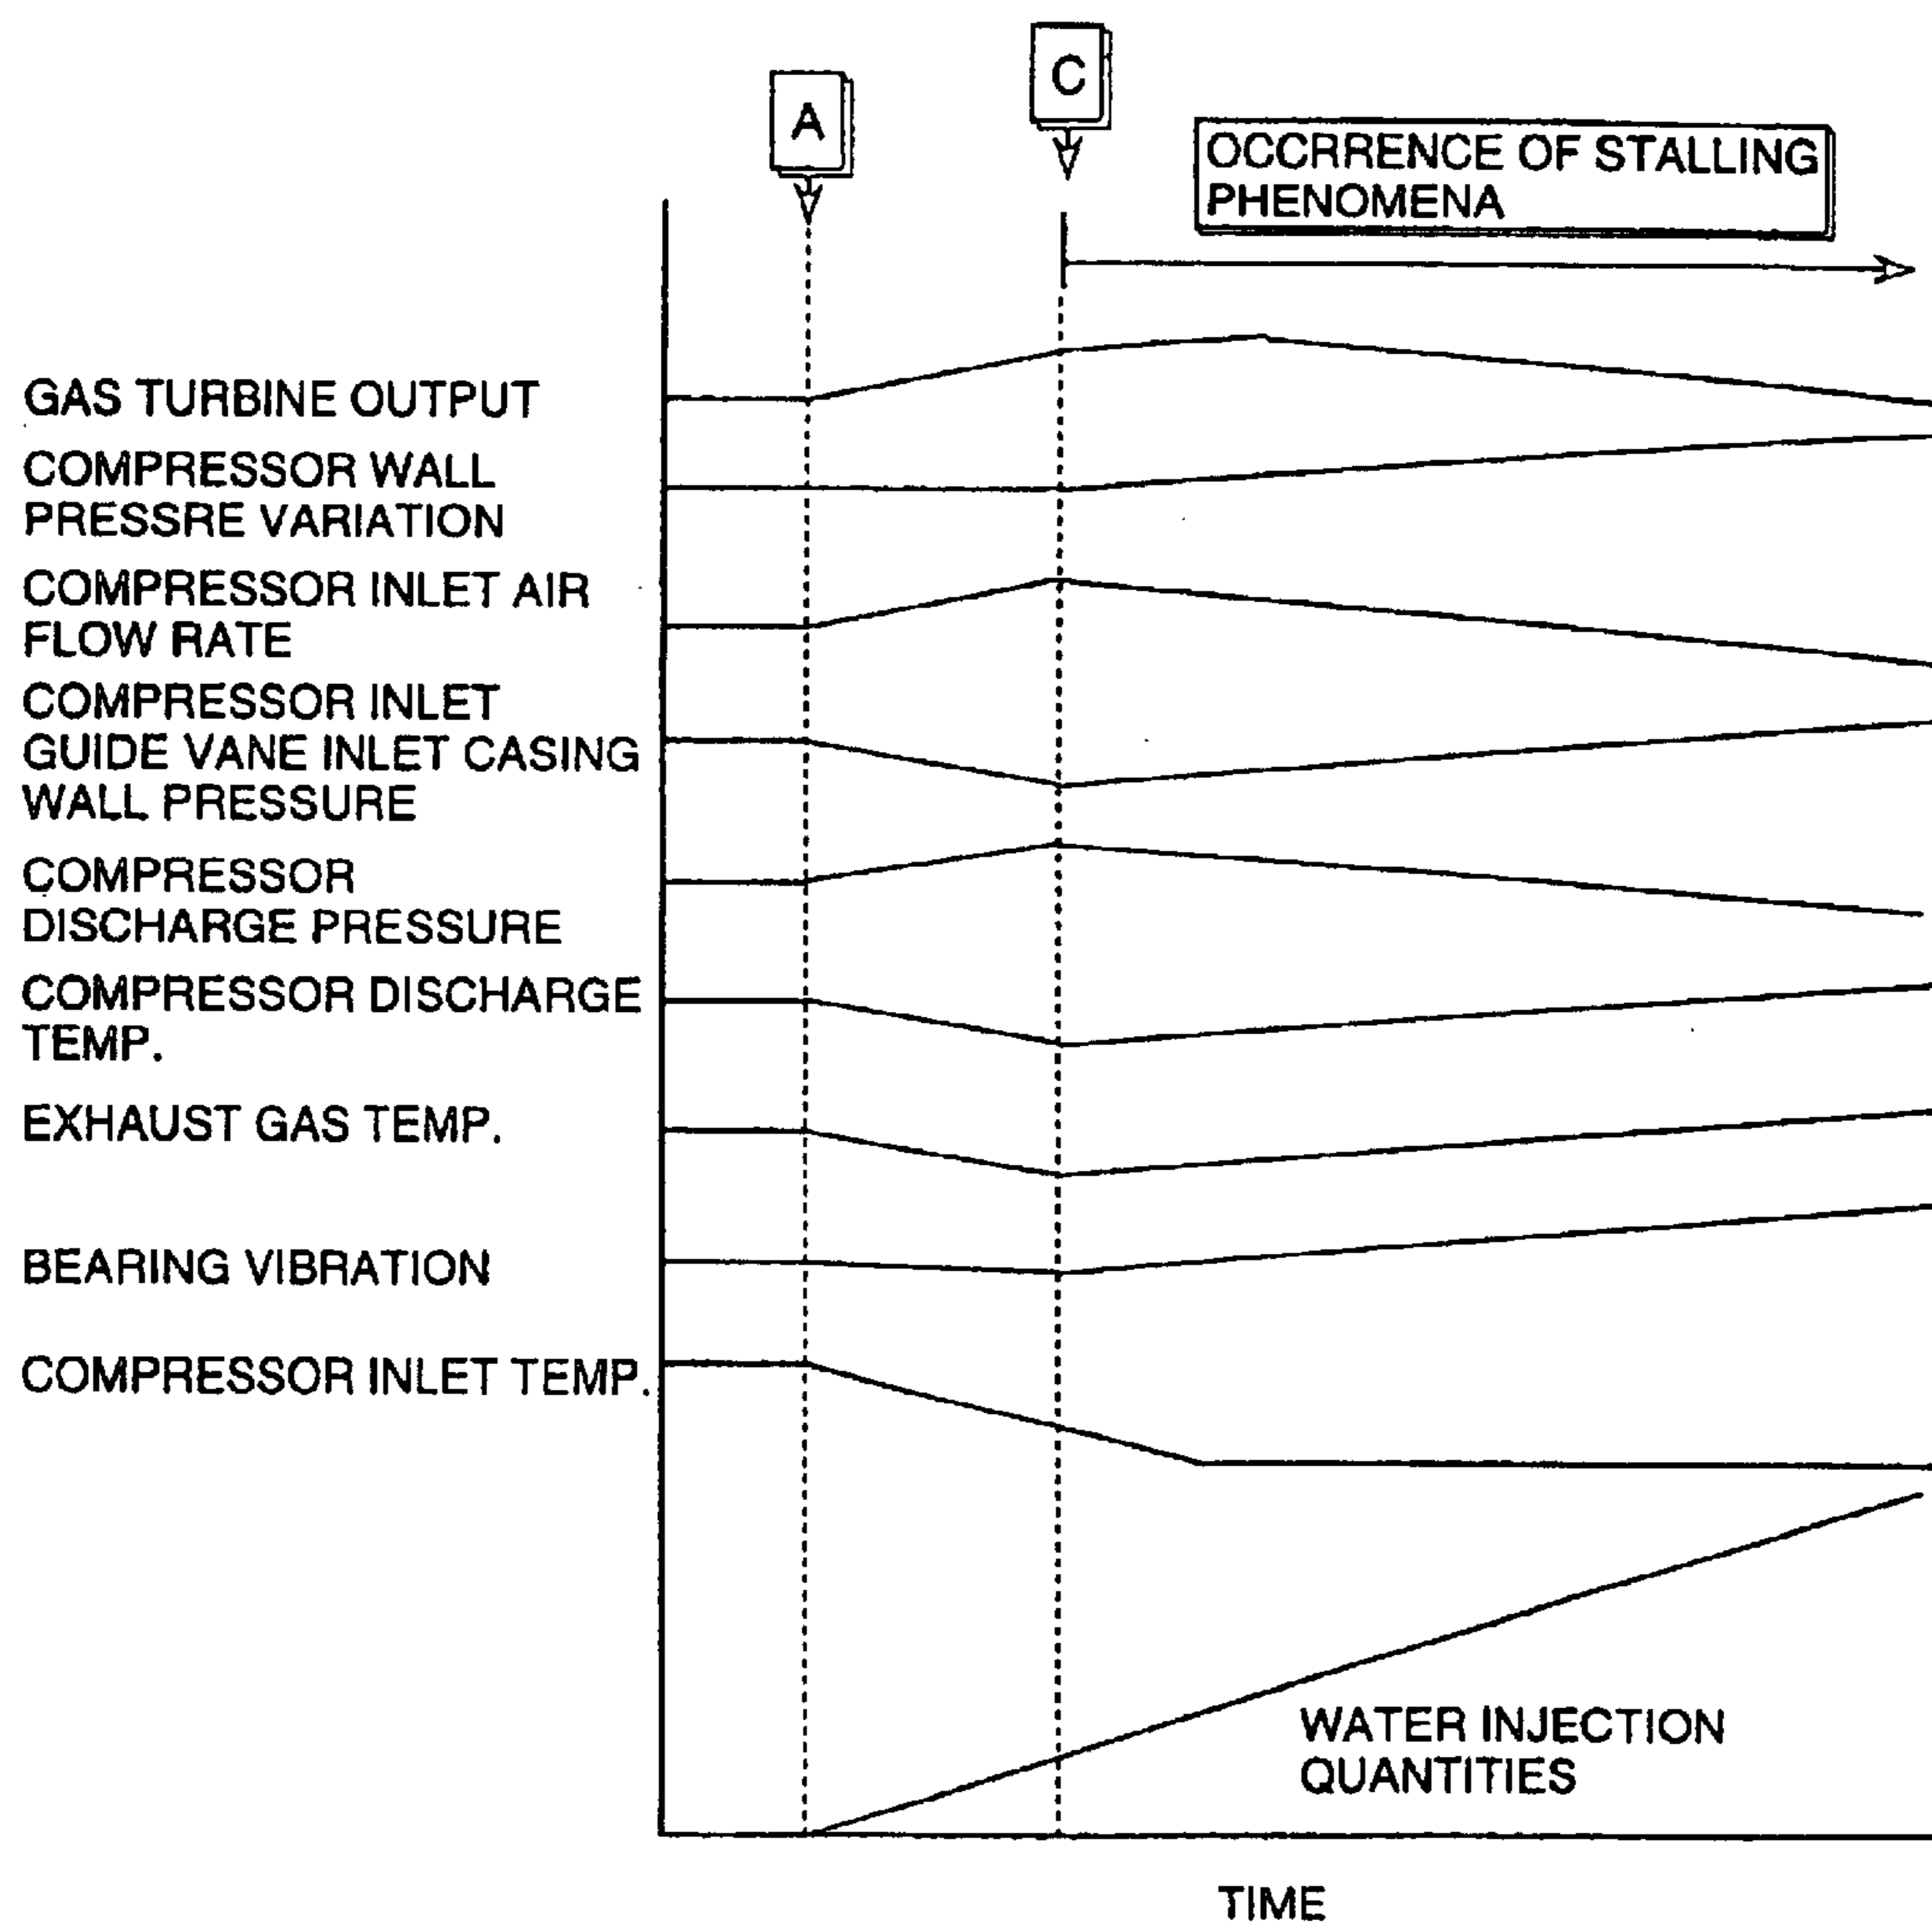 A
C
OCCRRENCE OF STALLING
PHENOMENA
GAS TURBINE OUTPUT
COMPRESSOR WALL
PRESSRE VARIATION
COMPRESSOR INLET AIR
FLOW RATE
COMPRESSOR INLET
GUIDE VANE INLET CASING
WALL PRESSURE
COMPRESSOR
DISCHARGE PRESSURE
COMPRESSOR DISCHARGE
TEMP.
EXHAUST GAS TEMP.
BEARING VIBRATION
COMPRESSOR INLET TEMP.
WATER INJECTION
QUANTITIES
TIME